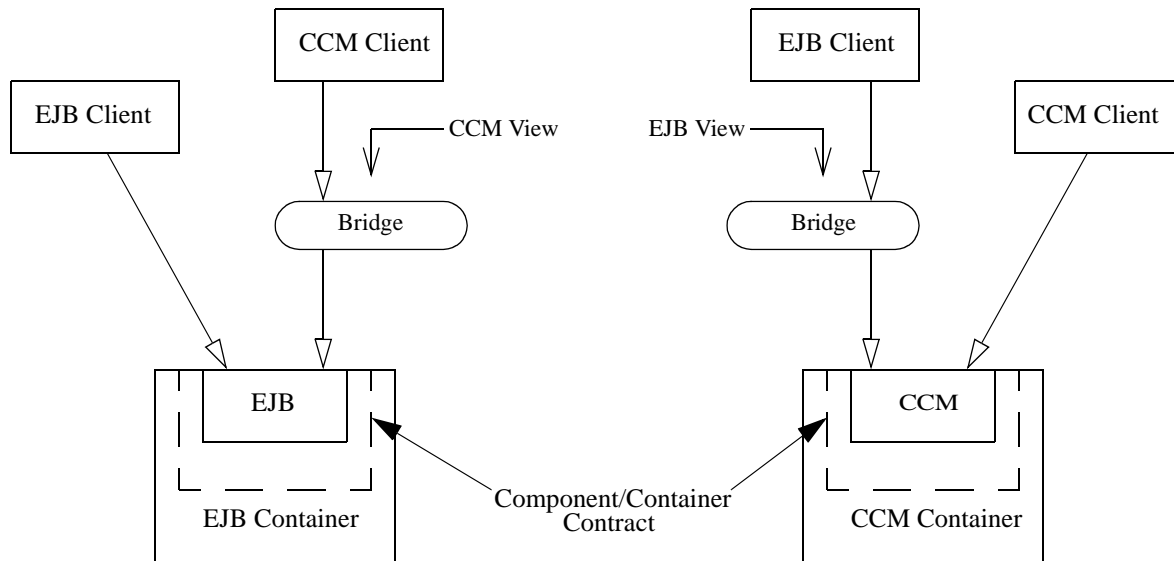 CCM Client
EJB Client
EJB Client
CCM Client
CCM View
EJB View
Bridge
Bridge
EJB
CCM
Component/Container
Contract
EJB Container
CCM Container